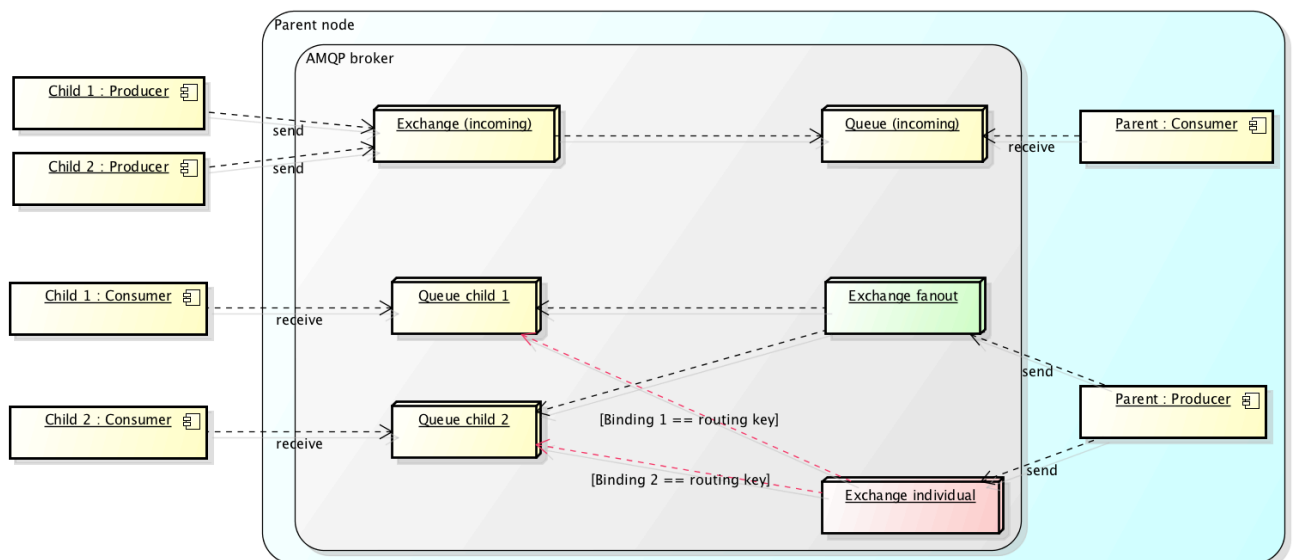 Parent node
AMQP broker
Child 1 : Producer
send
Child 2 : Producer
send
Exchange (incoming)
Queue (incoming)
receive
Parent : Consumer
Child 1 : Consumer
receive
Queue child 1
Exchange fanout
send
Parent : Producer
Child 2 : Consumer
receive
Queue child 2
[Binding 1 == routing key]
[Binding 2 == routing key]
send
Exchange individual